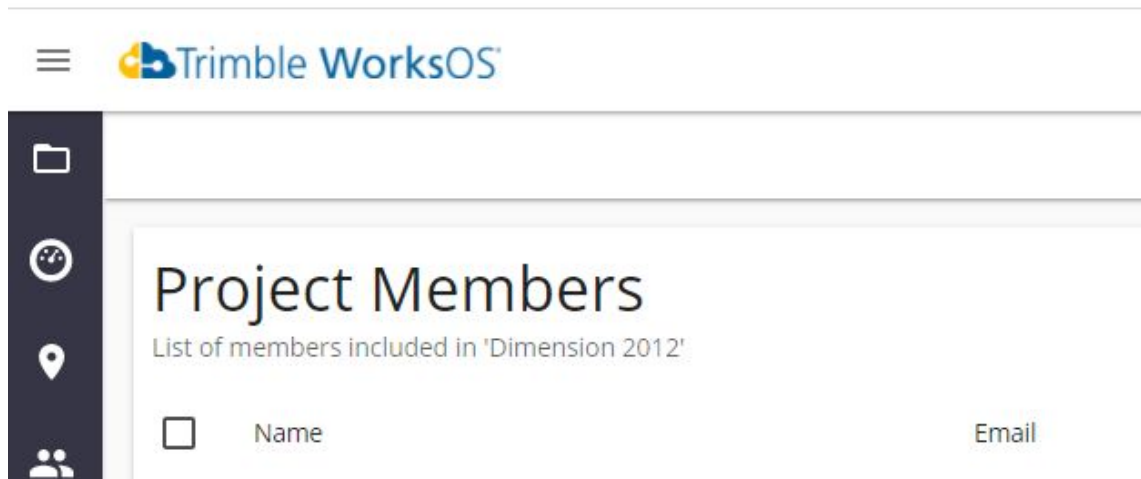 Trimble WorksOS
Project Members
List of members included in 'Dimension 2012'
Name Email